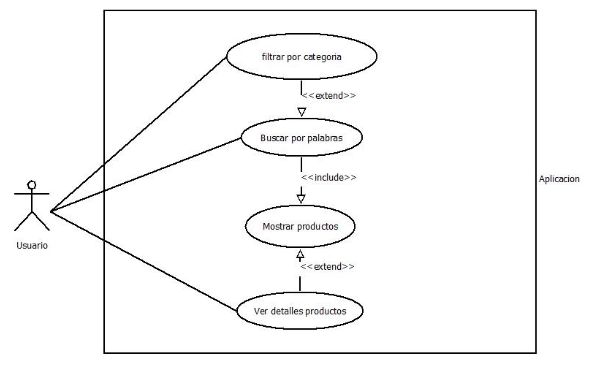 filtrar por categoria
<<extend>>
Buscar por palabras
<<include>>
Aplicacion
Mostrar productos
Usuario
<<extend>>
Ver detalles productos